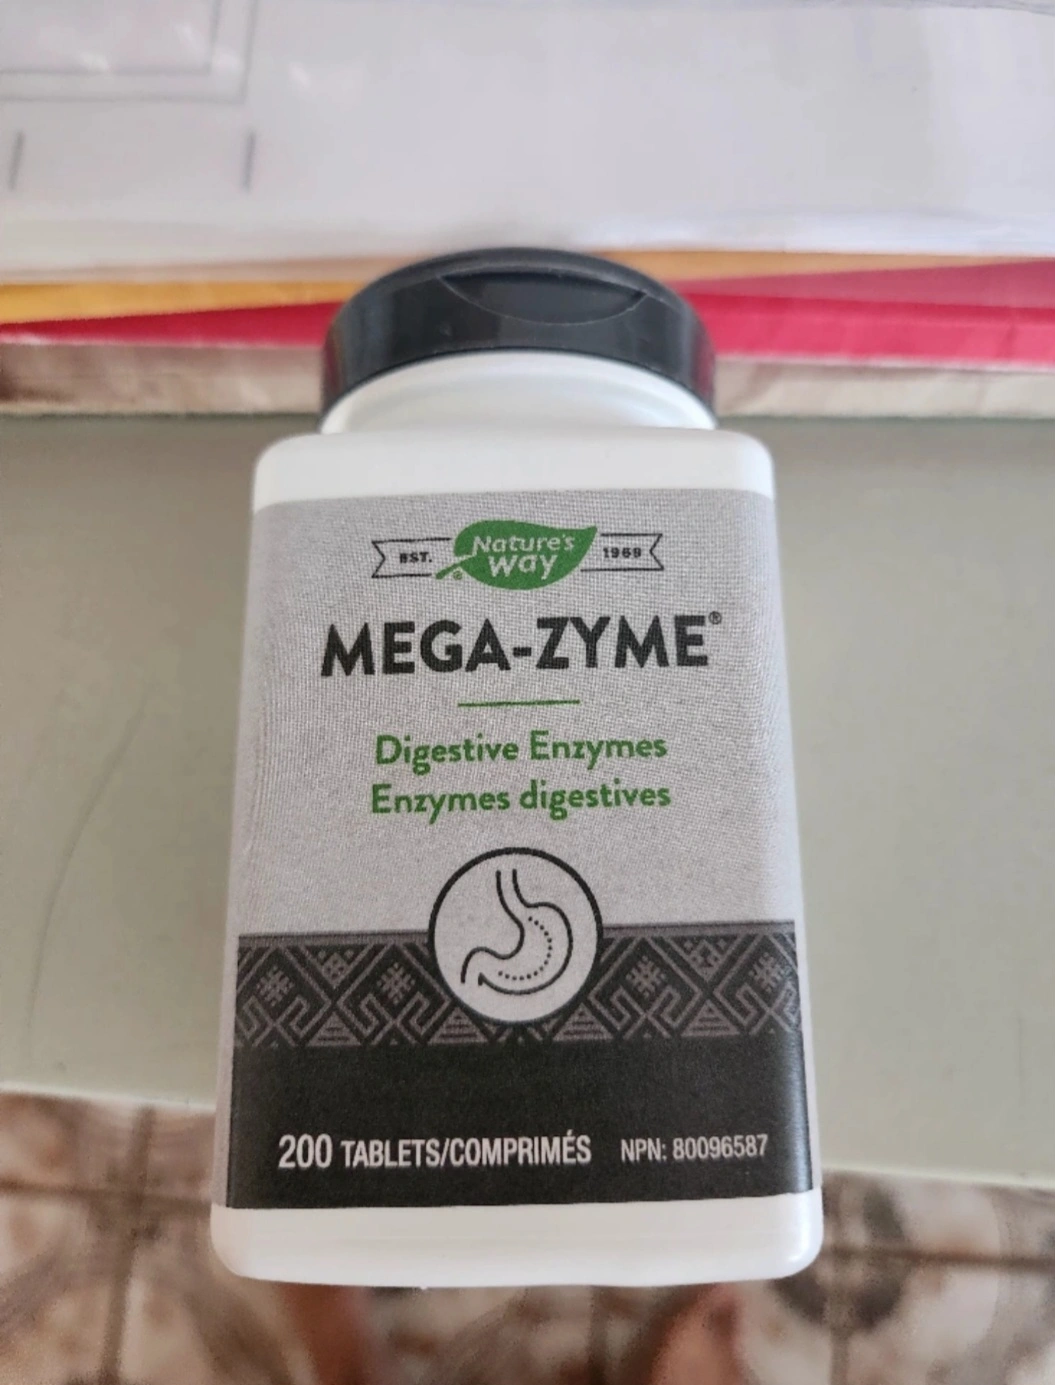 EST. Nature's Way® 1969
MEGA-ZYME®
Digestive Enzymes
Enzymes digestives
200 TABLETS/COMPRIMÉS NPN: 80096587